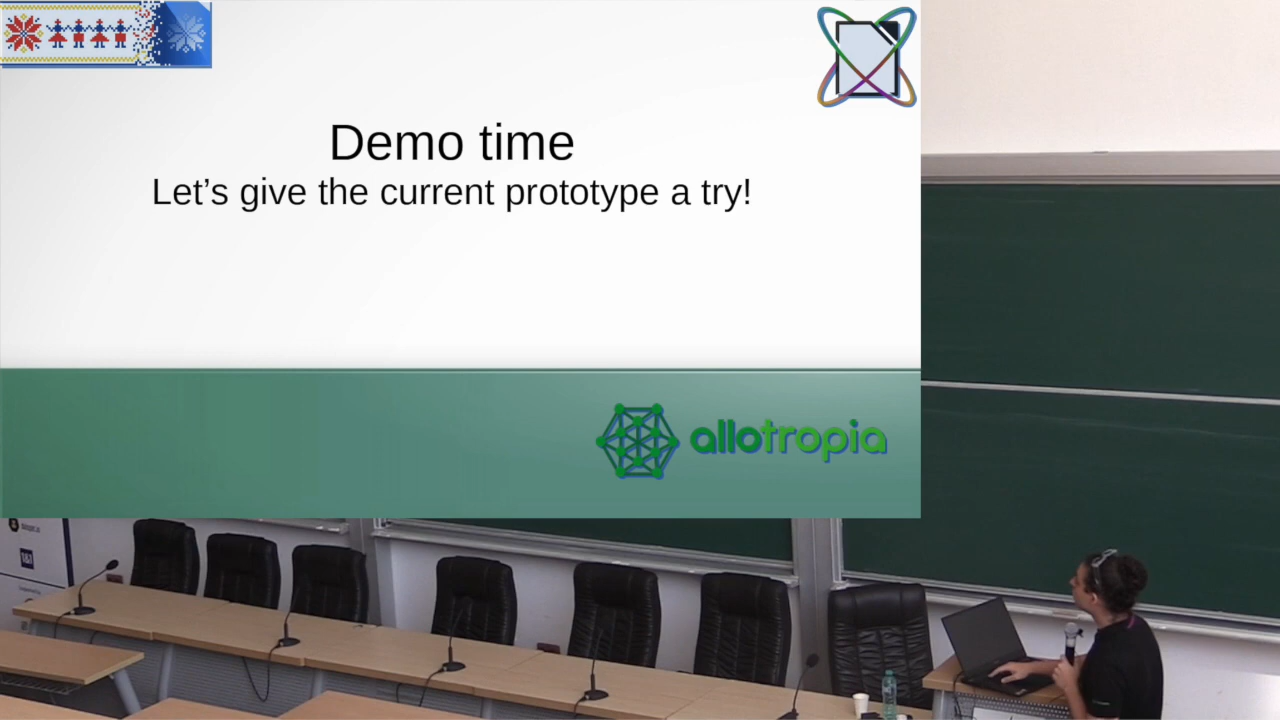 Demo time
Let’s give the current prototype a try!
allotropia